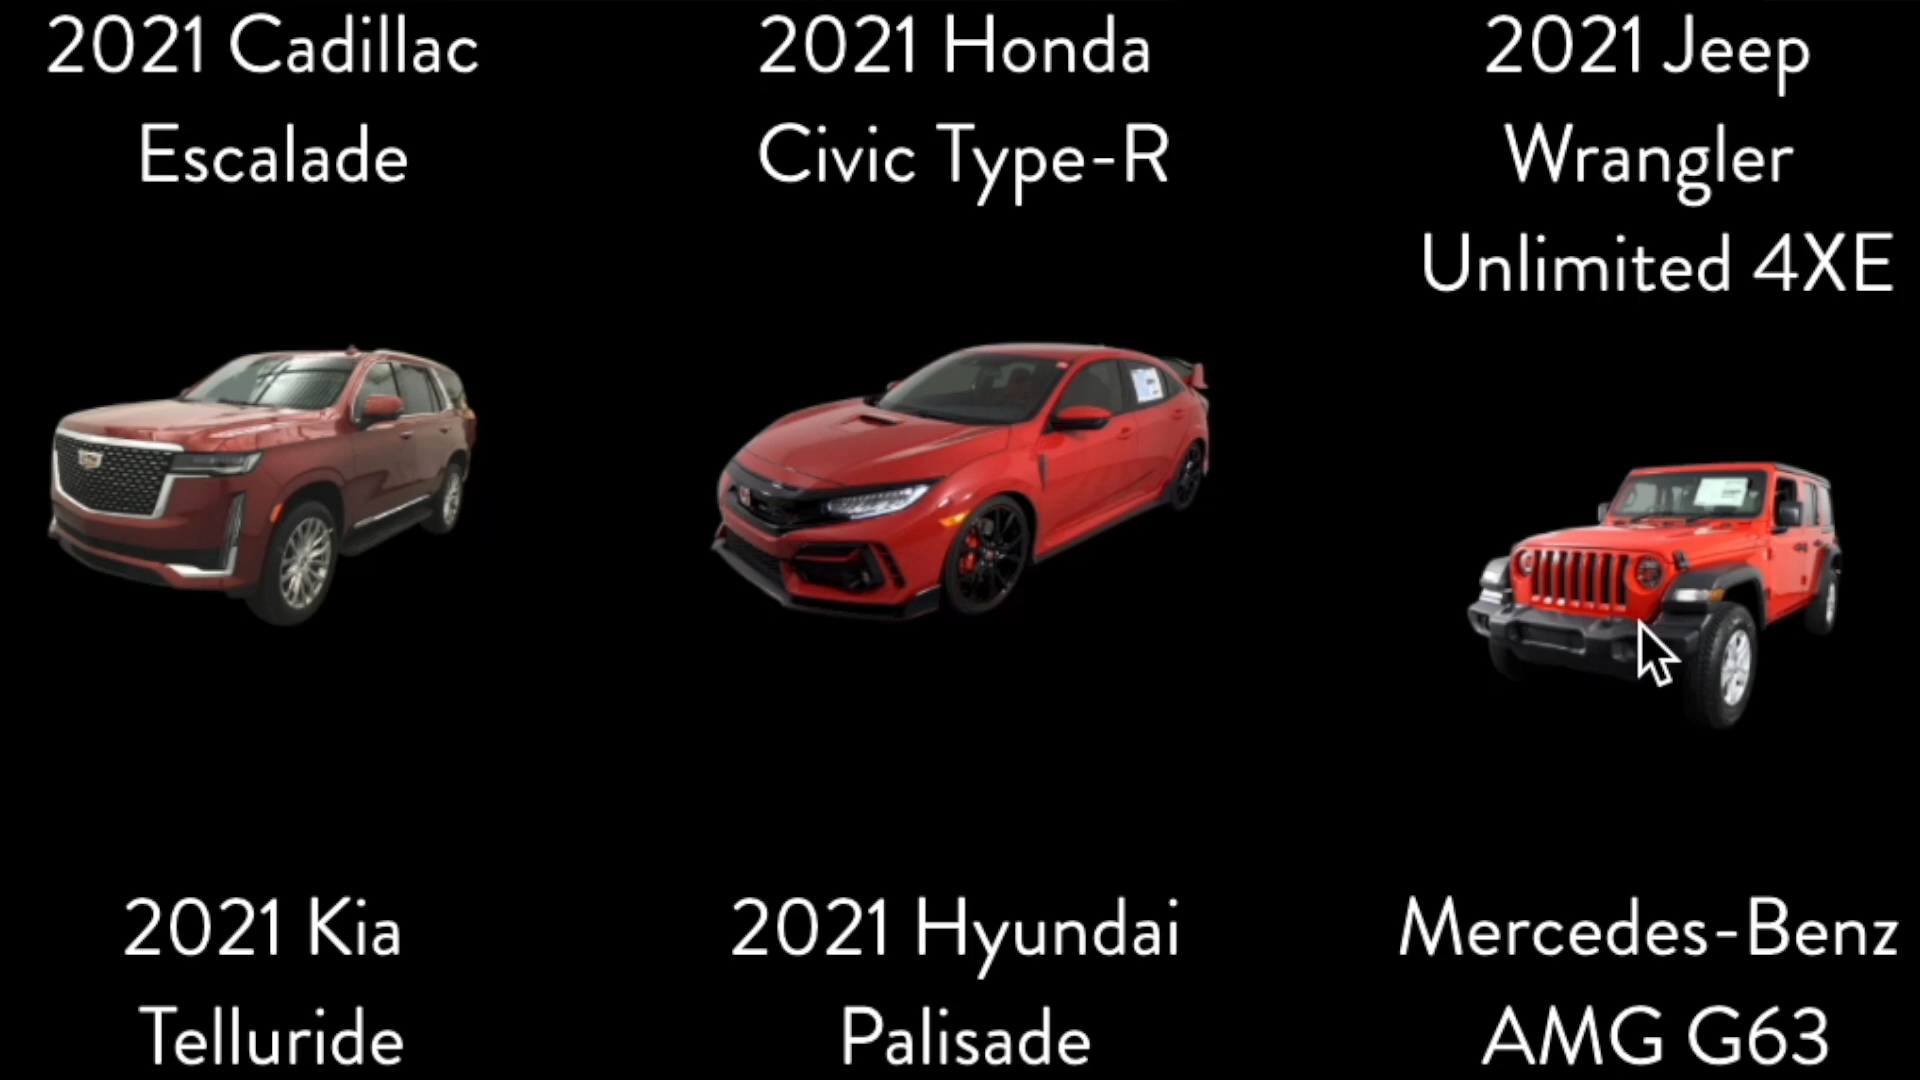 2021 Cadillac
Escalade
2021 Honda
Civic Type-R
2021 Jeep
Wrangler
Unlimited 4XE
2021 Kia
Telluride
2021 Hyundai
Palisade
Mercedes-Benz
AMG G63